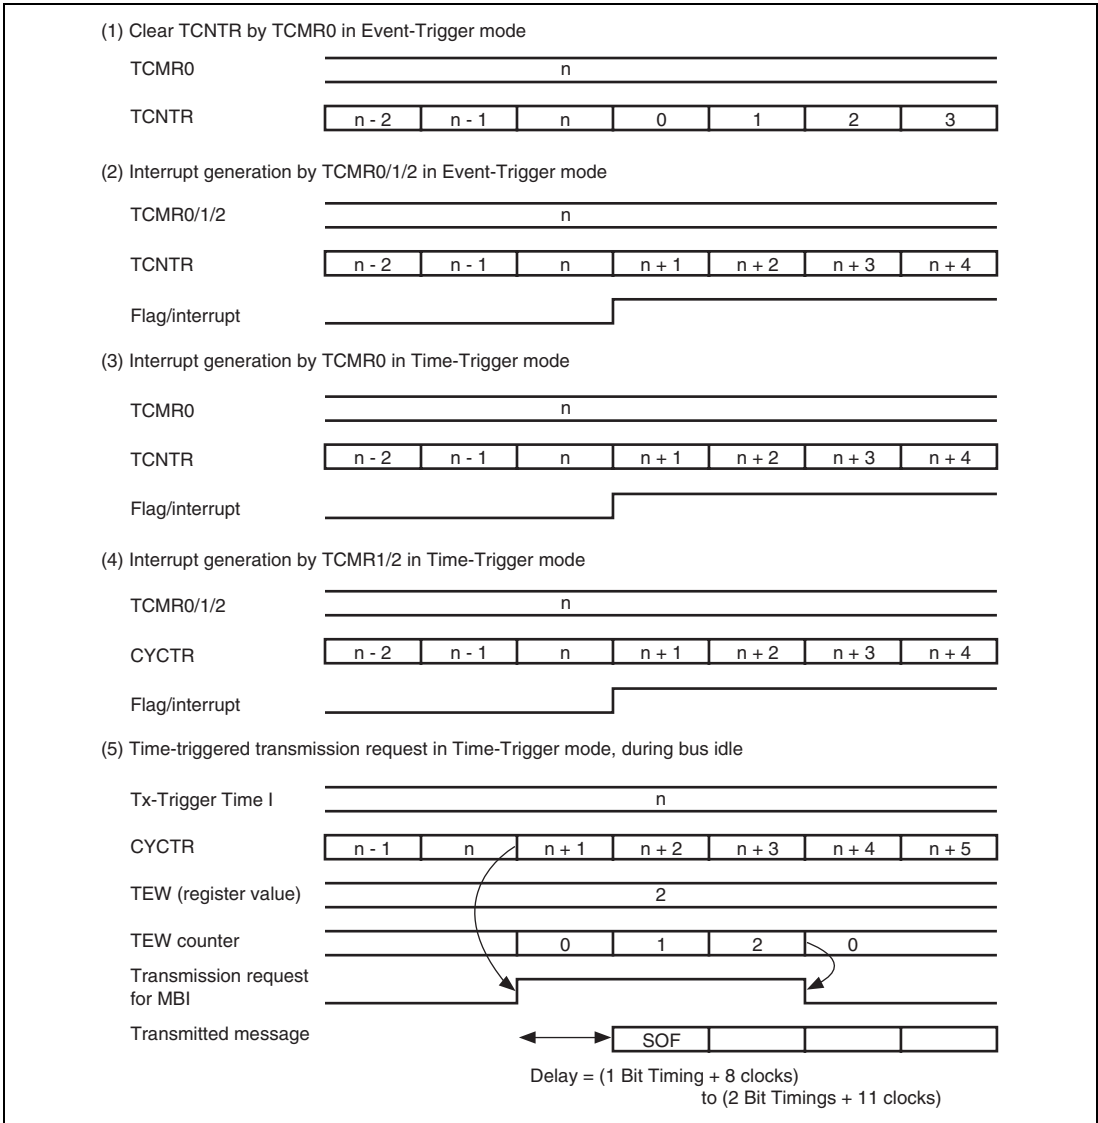 (1) Clear TCNTR by TCMR0 in Event-Trigger mode
TCMR0 n
TCNTR n - 2 n - 1 n 0 1 2 3
(2) Interrupt generation by TCMR0/1/2 in Event-Trigger mode
TCMR0/1/2 n
TCNTR n - 2 n - 1 n n + 1 n + 2 n + 3 n + 4
Flag/interrupt
(3) Interrupt generation by TCMR0 in Time-Trigger mode
TCMR0 n
TCNTR n - 2 n - 1 n n + 1 n + 2 n + 3 n + 4
Flag/interrupt
(4) Interrupt generation by TCMR1/2 in Time-Trigger mode
TCMR0/1/2 n
CYCTR n - 2 n - 1 n n + 1 n + 2 n + 3 n + 4
Flag/interrupt
(5) Time-triggered transmission request in Time-Trigger mode, during bus idle
Tx-Trigger Time I n
CYCTR n - 1 n n + 1 n + 2 n + 3 n + 4 n + 5
TEW (register value) 2
TEW counter 0 1 2 0
Transmission request
for MBI
Transmitted message SOF
Delay = (1 Bit Timing + 8 clocks)
to (2 Bit Timings + 11 clocks)